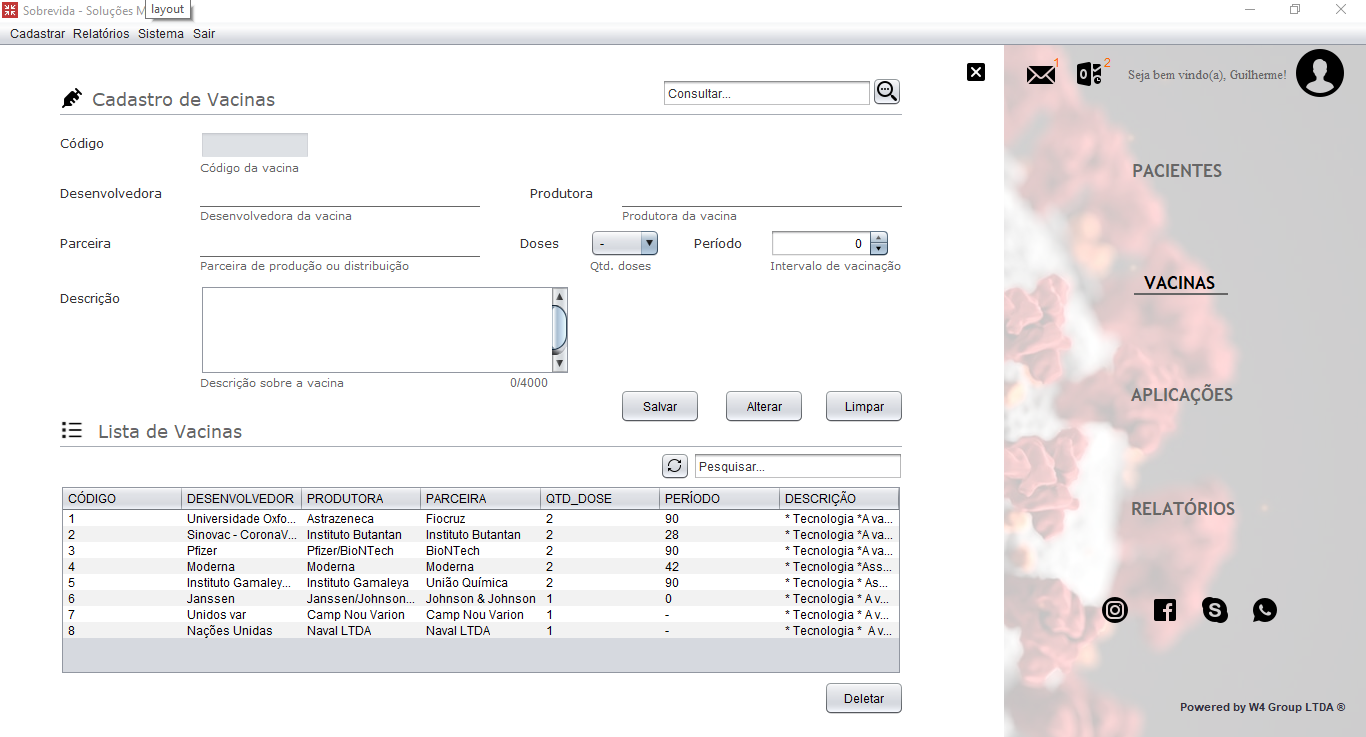 Sobrevida - Soluções M
layout
Cadastrar Relatórios Sistema Sair
1
2
Seja bem vindo(a), Guilherme!
Cadastro de Vacinas
Consultar...
Código
Código da vacina
Desenvolvedora
Desenvolvedora da vacina
Produtora
Produtora da vacina
Parceira
Parceira de produção ou distribuição
Doses
-
Qtd. doses
Período
0
Intervalo de vacinação
Descrição
Descrição sobre a vacina
0/4000
Salvar
Alterar
Limpar
Lista de Vacinas
Pesquisar...
CÓDIGO DESENVOLVEDOR PRODUTORA PARCEIRA QTD_DOSE PERÍODO DESCRIÇÃO
1 Universidade Oxfo... Astrazeneca Fiocruz 2 90 * Tecnologia *A va...
2 Sinovac - CoronaV... Instituto Butantan Instituto Butantan 2 28 * Tecnologia *A va...
3 Pfizer Pfizer/BioNTech BioNTech 2 90 * Tecnologia *A va...
4 Moderna Moderna Moderna 2 42 * Tecnologia *Ass...
5 Instituto Gamaley... Instituto Gamaleya União Química 2 90 * Tecnologia * As...
6 Janssen Janssen/Johnson... Johnson & Johnson 1 0 * Tecnologia * A v...
7 Unidos var Camp Nou Varion Camp Nou Varion 1 - * Tecnologia * A v...
8 Nações Unidas Naval LTDA Naval LTDA 1 - * Tecnologia * A v...
Deletar
PACIENTES
VACINAS
APLICAÇÕES
RELATÓRIOS
Powered by W4 Group LTDA ®